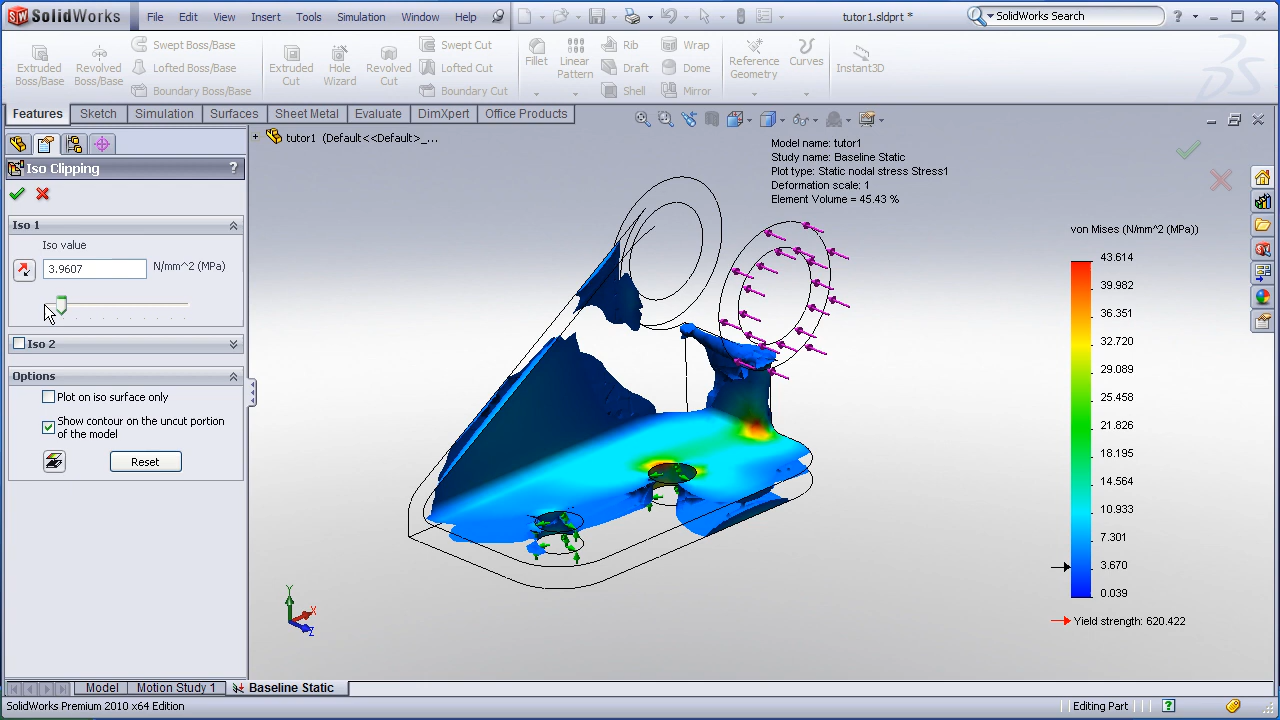 SolidWorks
File Edit View Insert Tools Simulation Window Help
tutor1.sldprt *
SolidWorks Search
?
Extruded Boss/Base
Revolved Boss/Base
Swept Boss/Base
Lofted Boss/Base
Boundary Boss/Base
Extruded Cut
Hole Wizard
Revolved Cut
Swept Cut
Lofted Cut
Boundary Cut
Fillet
Linear Pattern
Rib
Draft
Shell
Wrap
Dome
Mirror
Reference Geometry
Curves
Instant3D
Features Sketch Simulation Surfaces Sheet Metal Evaluate DimXpert Office Products
tutor1 (Default<<Default>_...
Iso Clipping ?
Iso 1
Iso value
3.9607 N/mm^2 (MPa)
Iso 2
Options
Plot on iso surface only
Show contour on the uncut portion
of the model
Reset
Model name: tutor1
Study name: Baseline Static
Plot type: Static nodal stress Stress1
Deformation scale: 1
Element Volume = 45.43 %
von Mises (N/mm^2 (MPa))
43.614
39.982
36.351
32.720
29.089
25.458
21.826
18.195
14.564
10.933
7.301
3.670
0.039
Yield strength: 620.422
Y
X
Z
Model Motion Study 1 Baseline Static
SolidWorks Premium 2010 x64 Edition
Editing Part
?